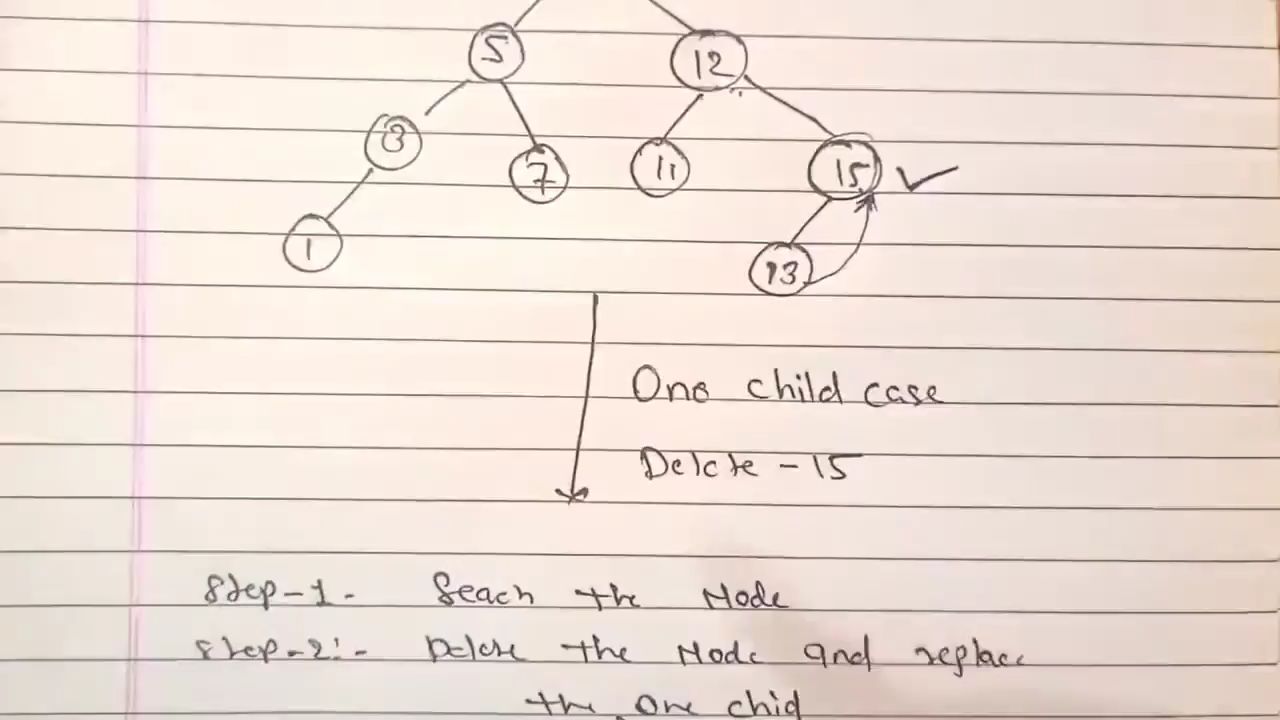 5 12
3 7 11 15
1 13
One child case
Delete - 15
Step-1- Seach the Node
Step-2:- Delete the Node and replace
the one chid